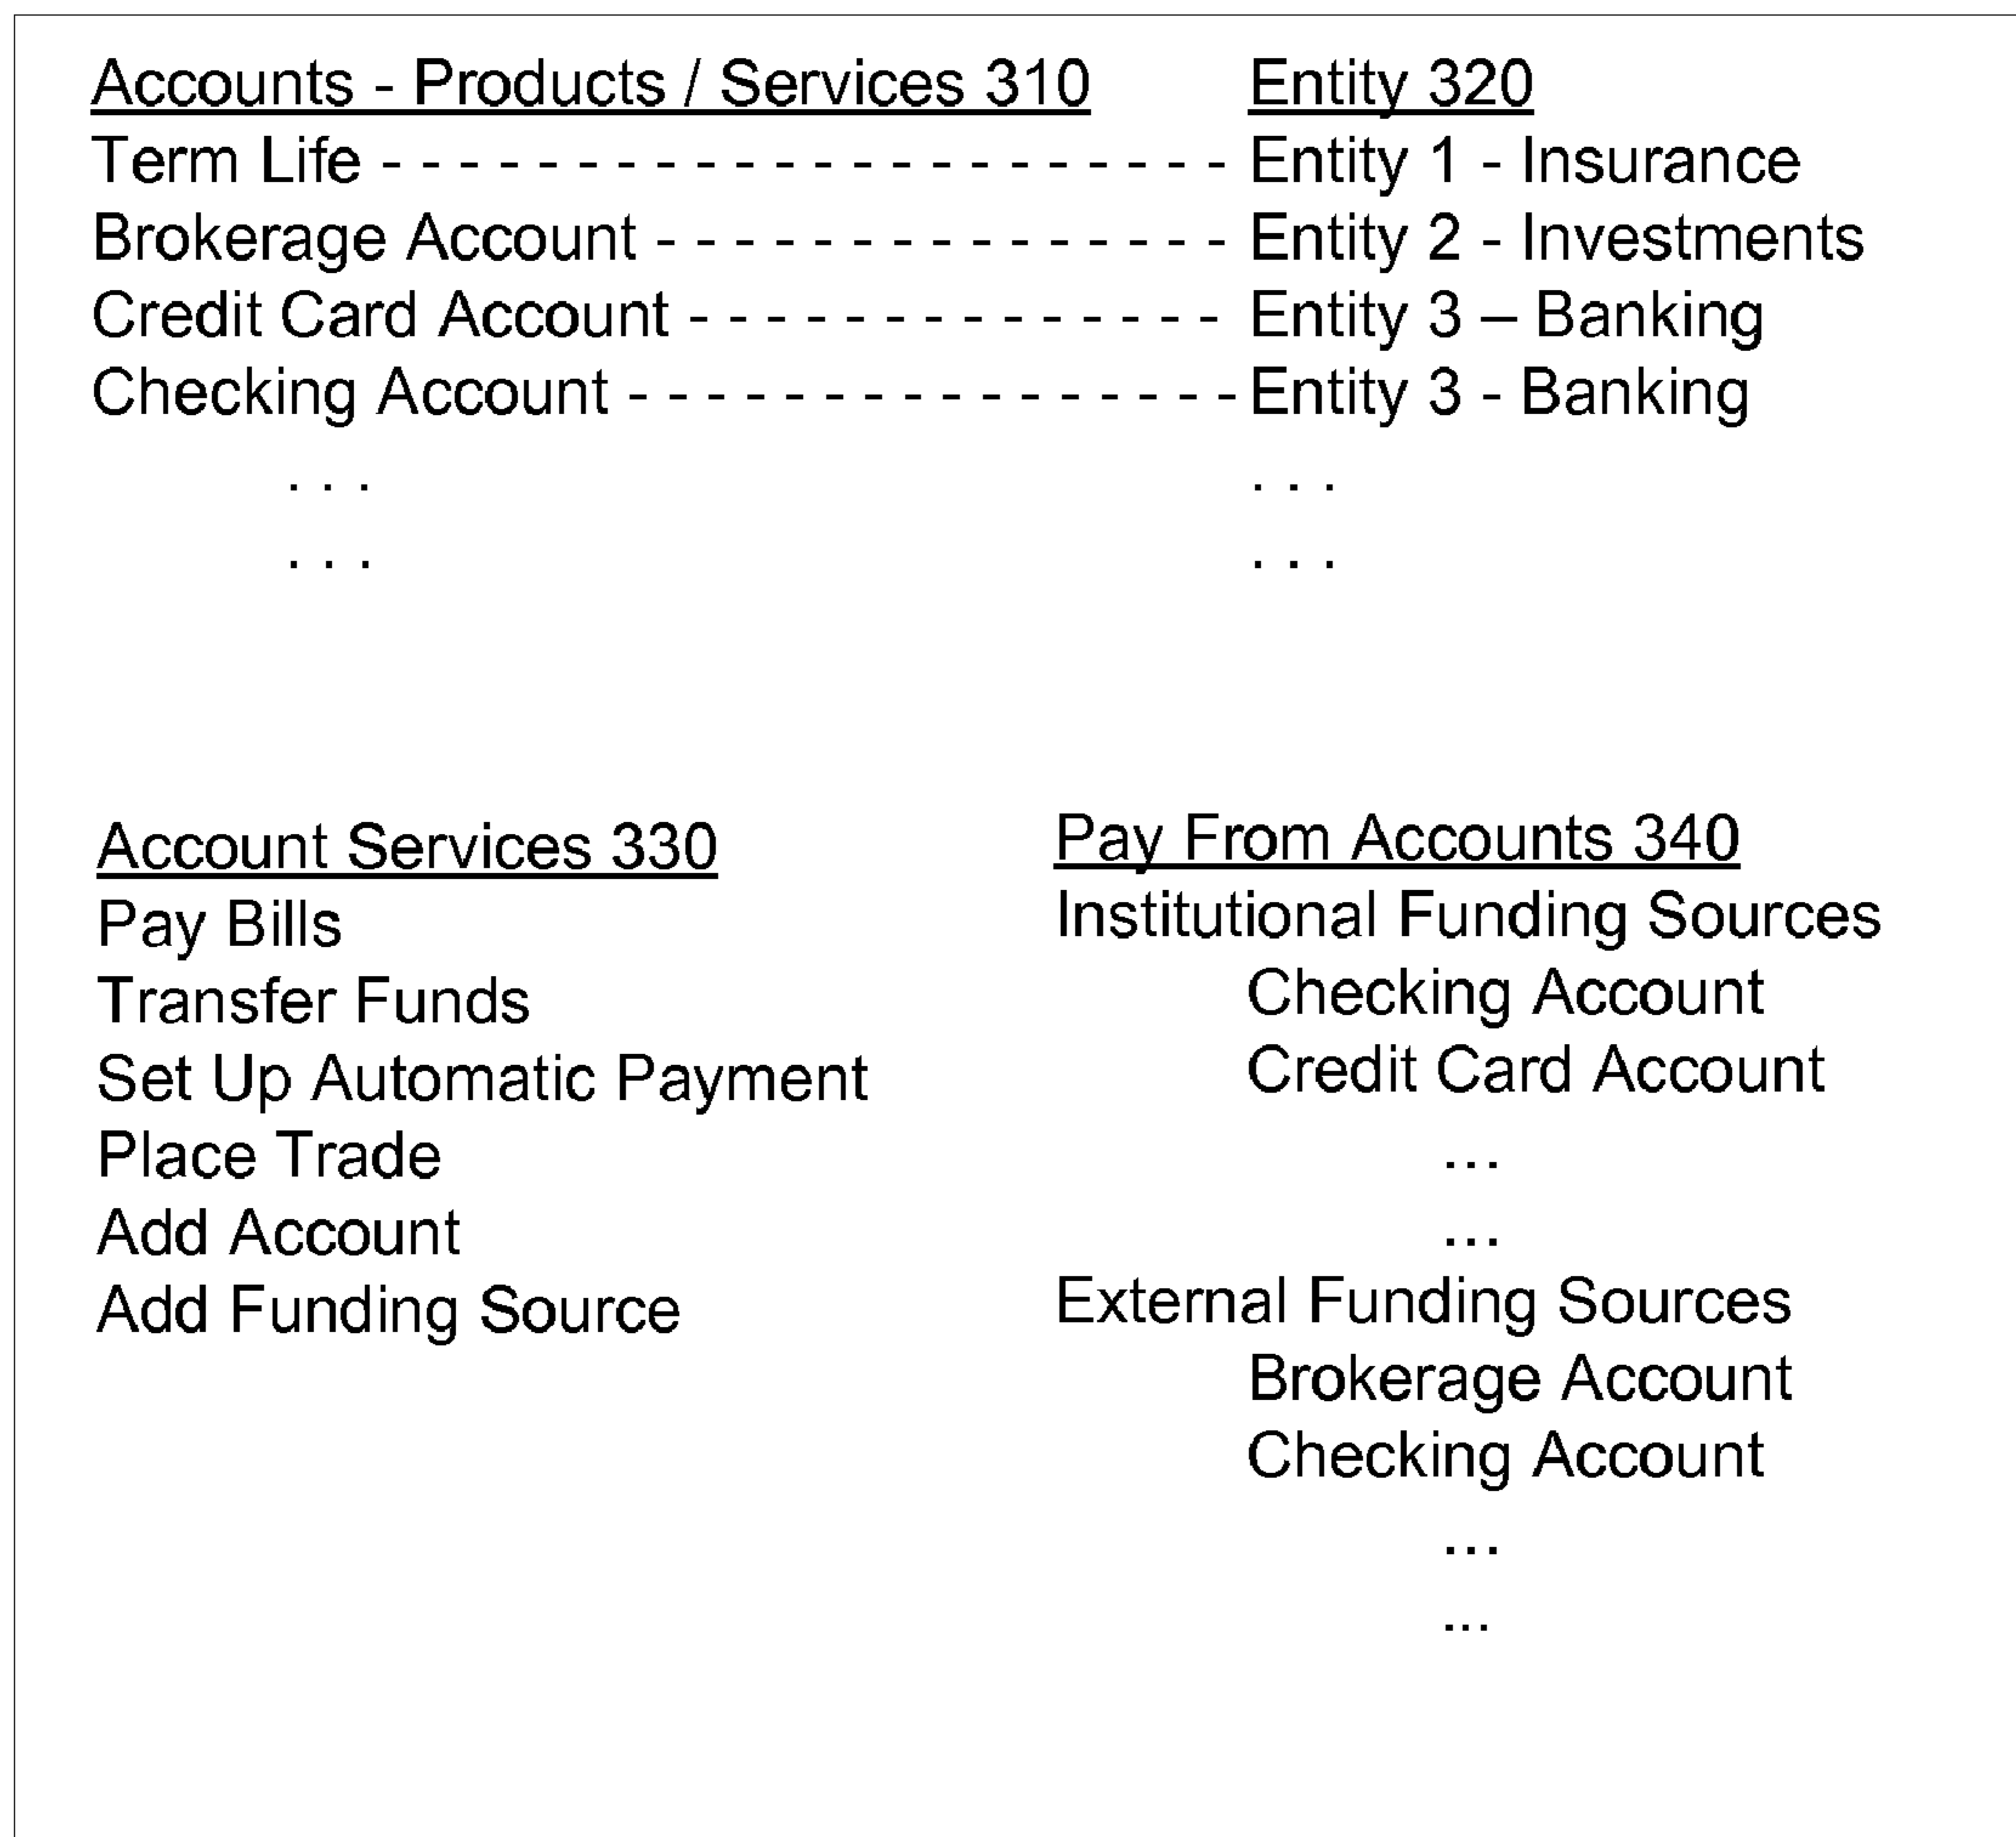 Accounts - Products / Services 310 Entity 320
Term Life - - - - - - - - - - - - - - - - - - - - - - Entity 1 - Insurance
Brokerage Account - - - - - - - - - - - - - - - Entity 2 - Investments
Credit Card Account - - - - - - - - - - - - - - Entity 3 – Banking
Checking Account - - - - - - - - - - - - - - - - Entity 3 - Banking
. . . . . .
. . . . . .
Account Services 330
Pay Bills
Transfer Funds
Set Up Automatic Payment
Place Trade
Add Account
Add Funding Source
Pay From Accounts 340
Institutional Funding Sources
Checking Account
Credit Card Account
...
...
External Funding Sources
Brokerage Account
Checking Account
...
...